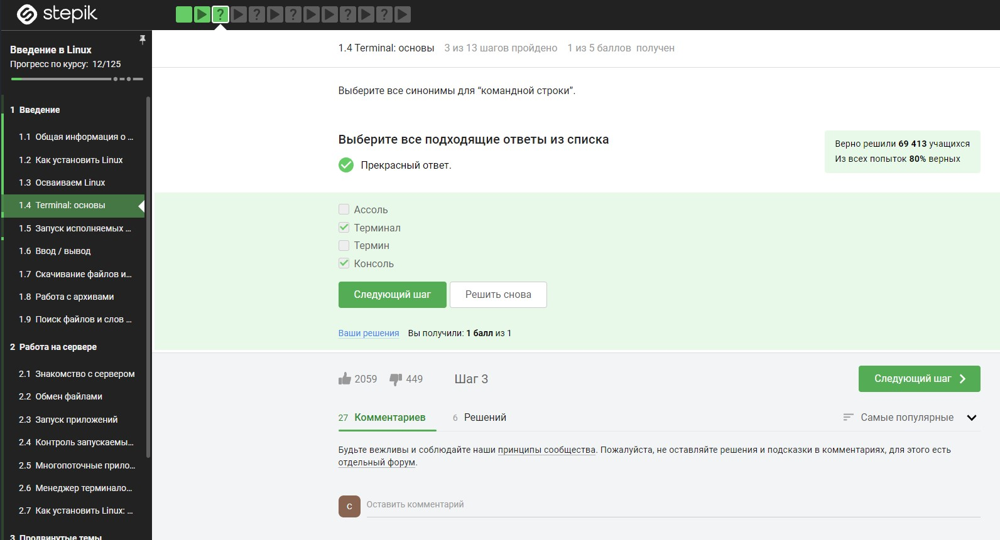 stepik
Введение в Linux
Прогресс по курсу: 12/125
1 Введение
1.1 Общая информация о ...
1.2 Как установить Linux
1.3 Осваиваем Linux
1.4 Terminal: основы
1.5 Запуск исполняемых ...
1.6 Ввод / вывод
1.7 Скачивание файлов и...
1.8 Работа с архивами
1.9 Поиск файлов и слов ...
2 Работа на сервере
2.1 Знакомство с сервером
2.2 Обмен файлами
2.3 Запуск приложений
2.4 Контроль запускаемы...
2.5 Многопоточные прило...
2.6 Менеджер терминало...
2.7 Как установить Linux: ...
3 Продвинутые темы
1.4 Terminal: основы 3 из 13 шагов пройдено 1 из 5 баллов получен
Выберите все синонимы для “командной строки”.
Выберите все подходящие ответы из списка
Прекрасный ответ.
Верно решили 69 413 учащихся
Из всех попыток 80% верных
Ассоль
Терминал
Термин
Консоль
Следующий шаг
Решить снова
Ваши решения Вы получили: 1 балл из 1
2059 449 Шаг 3
Следующий шаг
27 Комментариев 6 Решений
Самые популярные
Будьте вежливы и соблюдайте наши принципы сообщества. Пожалуйста, не оставляйте решения и подсказки в комментариях, для этого есть
отдельный форум.
C
Оставить комментарий